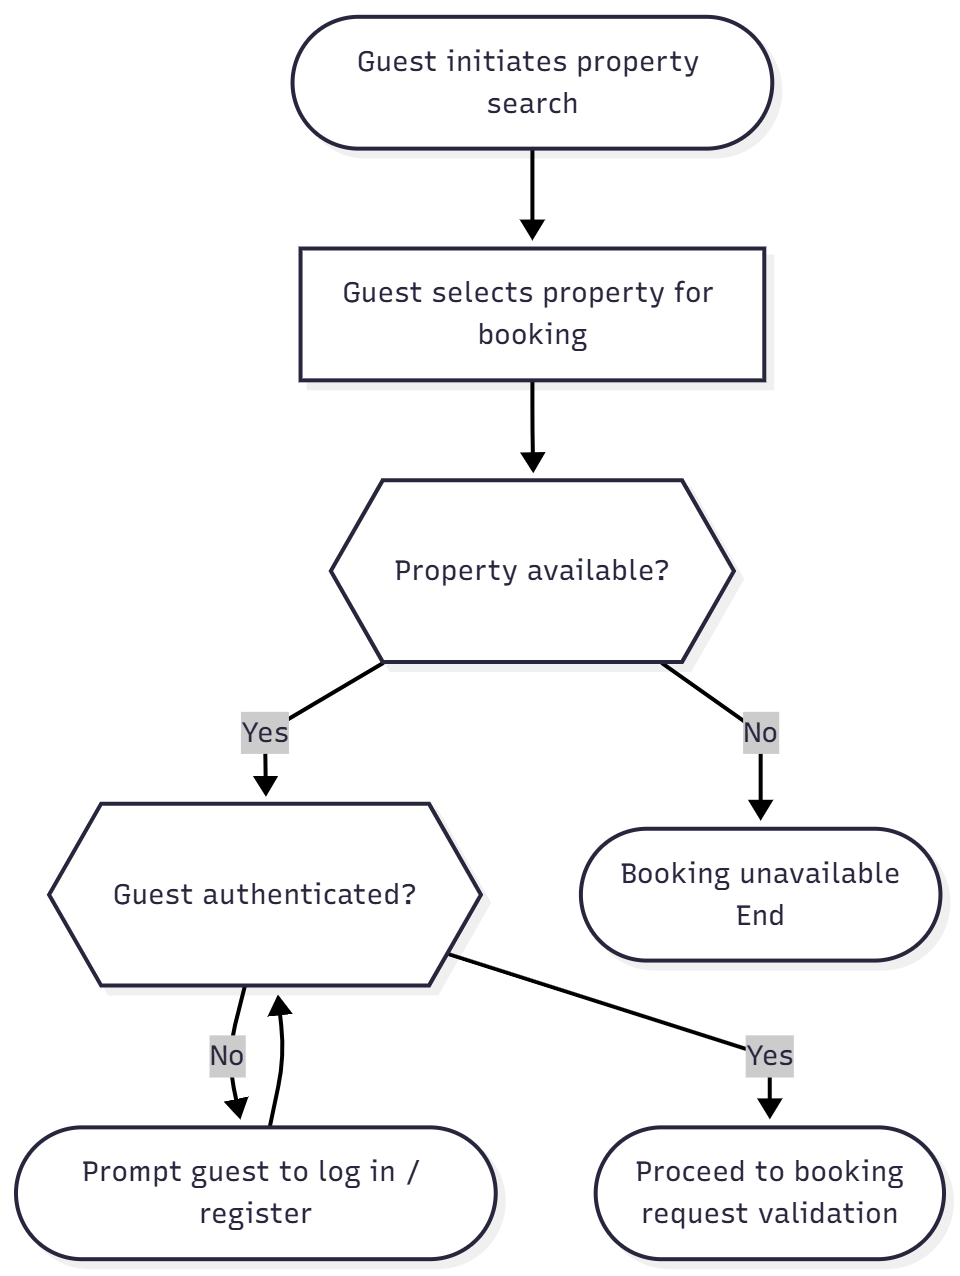 Guest initiates property
search
Guest selects property for
booking
Property available?
Yes
No
Guest authenticated?
Booking unavailable
End
No
Yes
Prompt guest to log in /
register
Proceed to booking
request validation